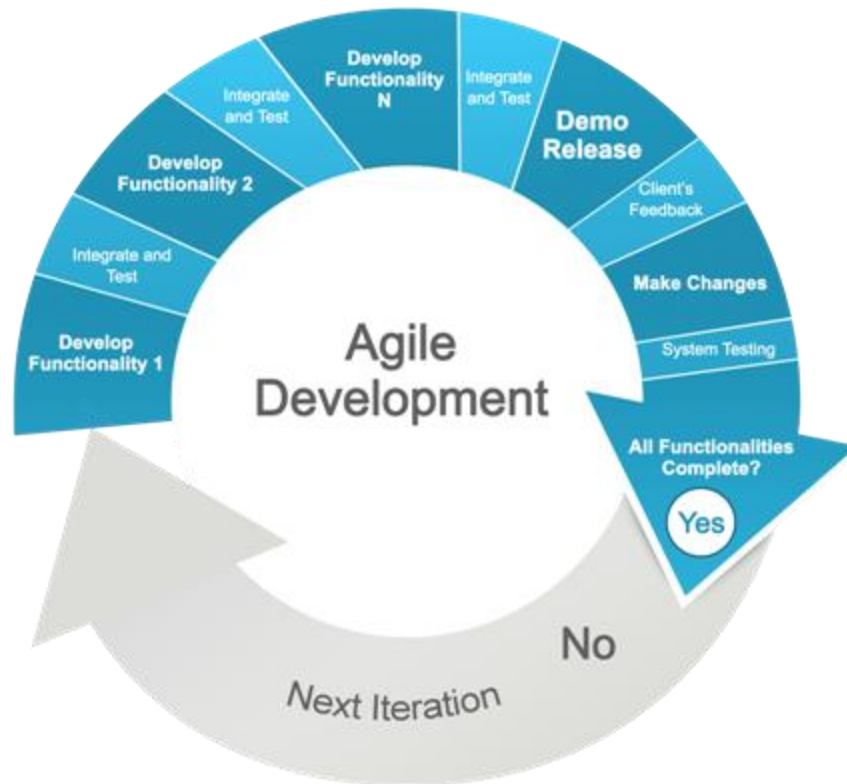 Develop
Functionality 1
Integrate and
Test
Develop
Functionality 2
Integrate
and Test
Develop
Functionality
N
Integrate
and Test
Demo
Release
Client's
Feedback
Make Changes
System Testing
All Functionalities
Complete?
Yes
No
Next Iteration
Agile
Development